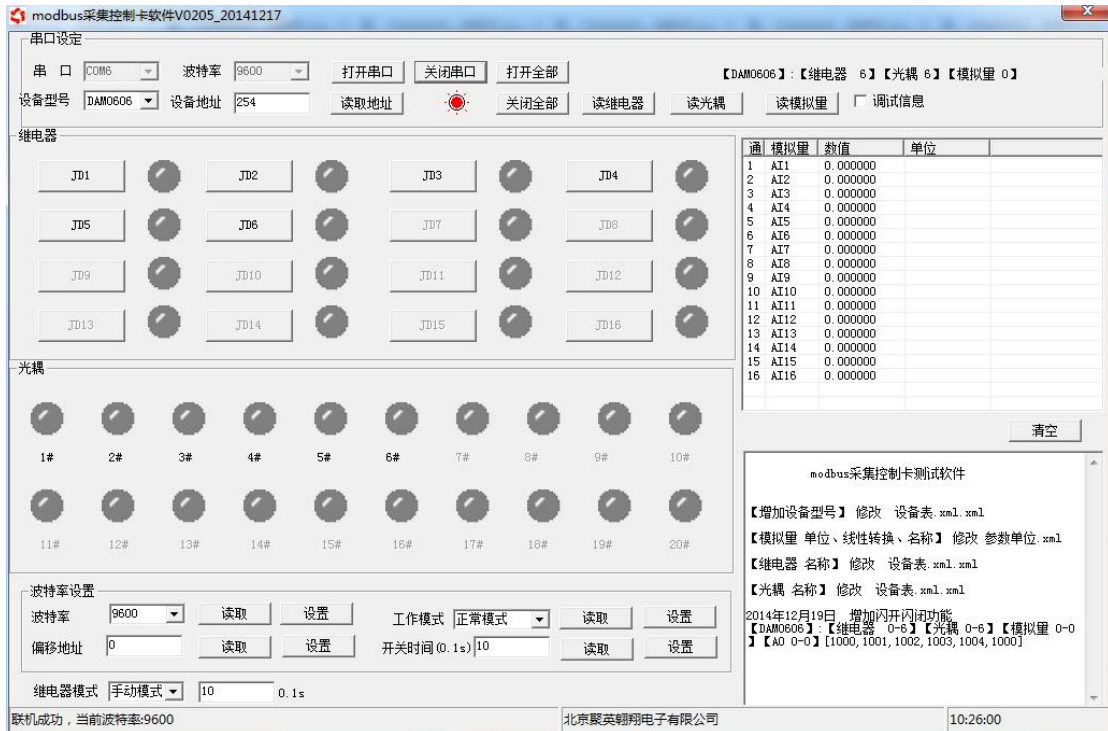 modbus采集控制卡软件V0205_20141217
串口设定
串 口 COM6 波特率 9600 打开串口 关闭串口 打开全部 【DAM0606】:【继电器 6】【光耦 6】【模拟量 0】
设备型号 DAM0606 设备地址 254 读取地址 关闭全部 读继电器 读光耦 读模拟量 调试信息
继电器
JD1 JD2 JD3 JD4
JD5 JD6 JD7 JD8
JD9 JD10 JD11 JD12
JD13 JD14 JD15 JD16
通 模拟量 数值 单位
1 AI1 0.000000
2 AI2 0.000000
3 AI3 0.000000
4 AI4 0.000000
5 AI5 0.000000
6 AI6 0.000000
7 AI7 0.000000
8 AI8 0.000000
9 AI9 0.000000
10 AI10 0.000000
11 AI11 0.000000
12 AI12 0.000000
13 AI13 0.000000
14 AI14 0.000000
15 AI15 0.000000
16 AI16 0.000000
清空
光耦
1# 2# 3# 4# 5# 6# 7# 8# 9# 10#
11# 12# 13# 14# 15# 16# 17# 18# 19# 20#
modbus采集控制卡测试软件
【增加设备型号】 修改 设备表.xml.xml
【模拟量 单位、线性转换、名称】 修改 参数单位.xml
【继电器 名称】 修改 设备表.xml.xml
【光耦 名称】 修改 设备表.xml.xml
2014年12月19日 增加闪开闪闭功能
【DAM0606】:【继电器 0-6】【光耦 0-6】【模拟量 0-0
】【AO 0-0】[1000,1001,1002,1003,1004,1000]
波特率设置
波特率 9600 读取 设置 工作模式 正常模式 读取 设置
偏移地址 0 读取 设置 开关时间(0.1s) 10 读取 设置
继电器模式 手动模式 10 0.1s
联机成功，当前波特率:9600 北京聚英翱翔电子有限公司 10:26:00